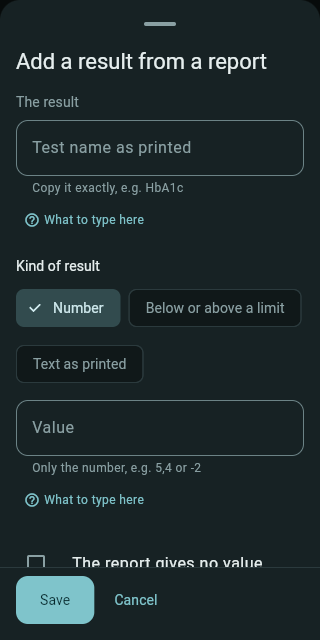 Add a result from a report
The result
Test name as printed
Copy it exactly, e.g. HbA1c
What to type here
Kind of result
Number
Below or above a limit
Text as printed
Value
Only the number, e.g. 5,4 or -2
What to type here
The report gives no value
Save
Cancel